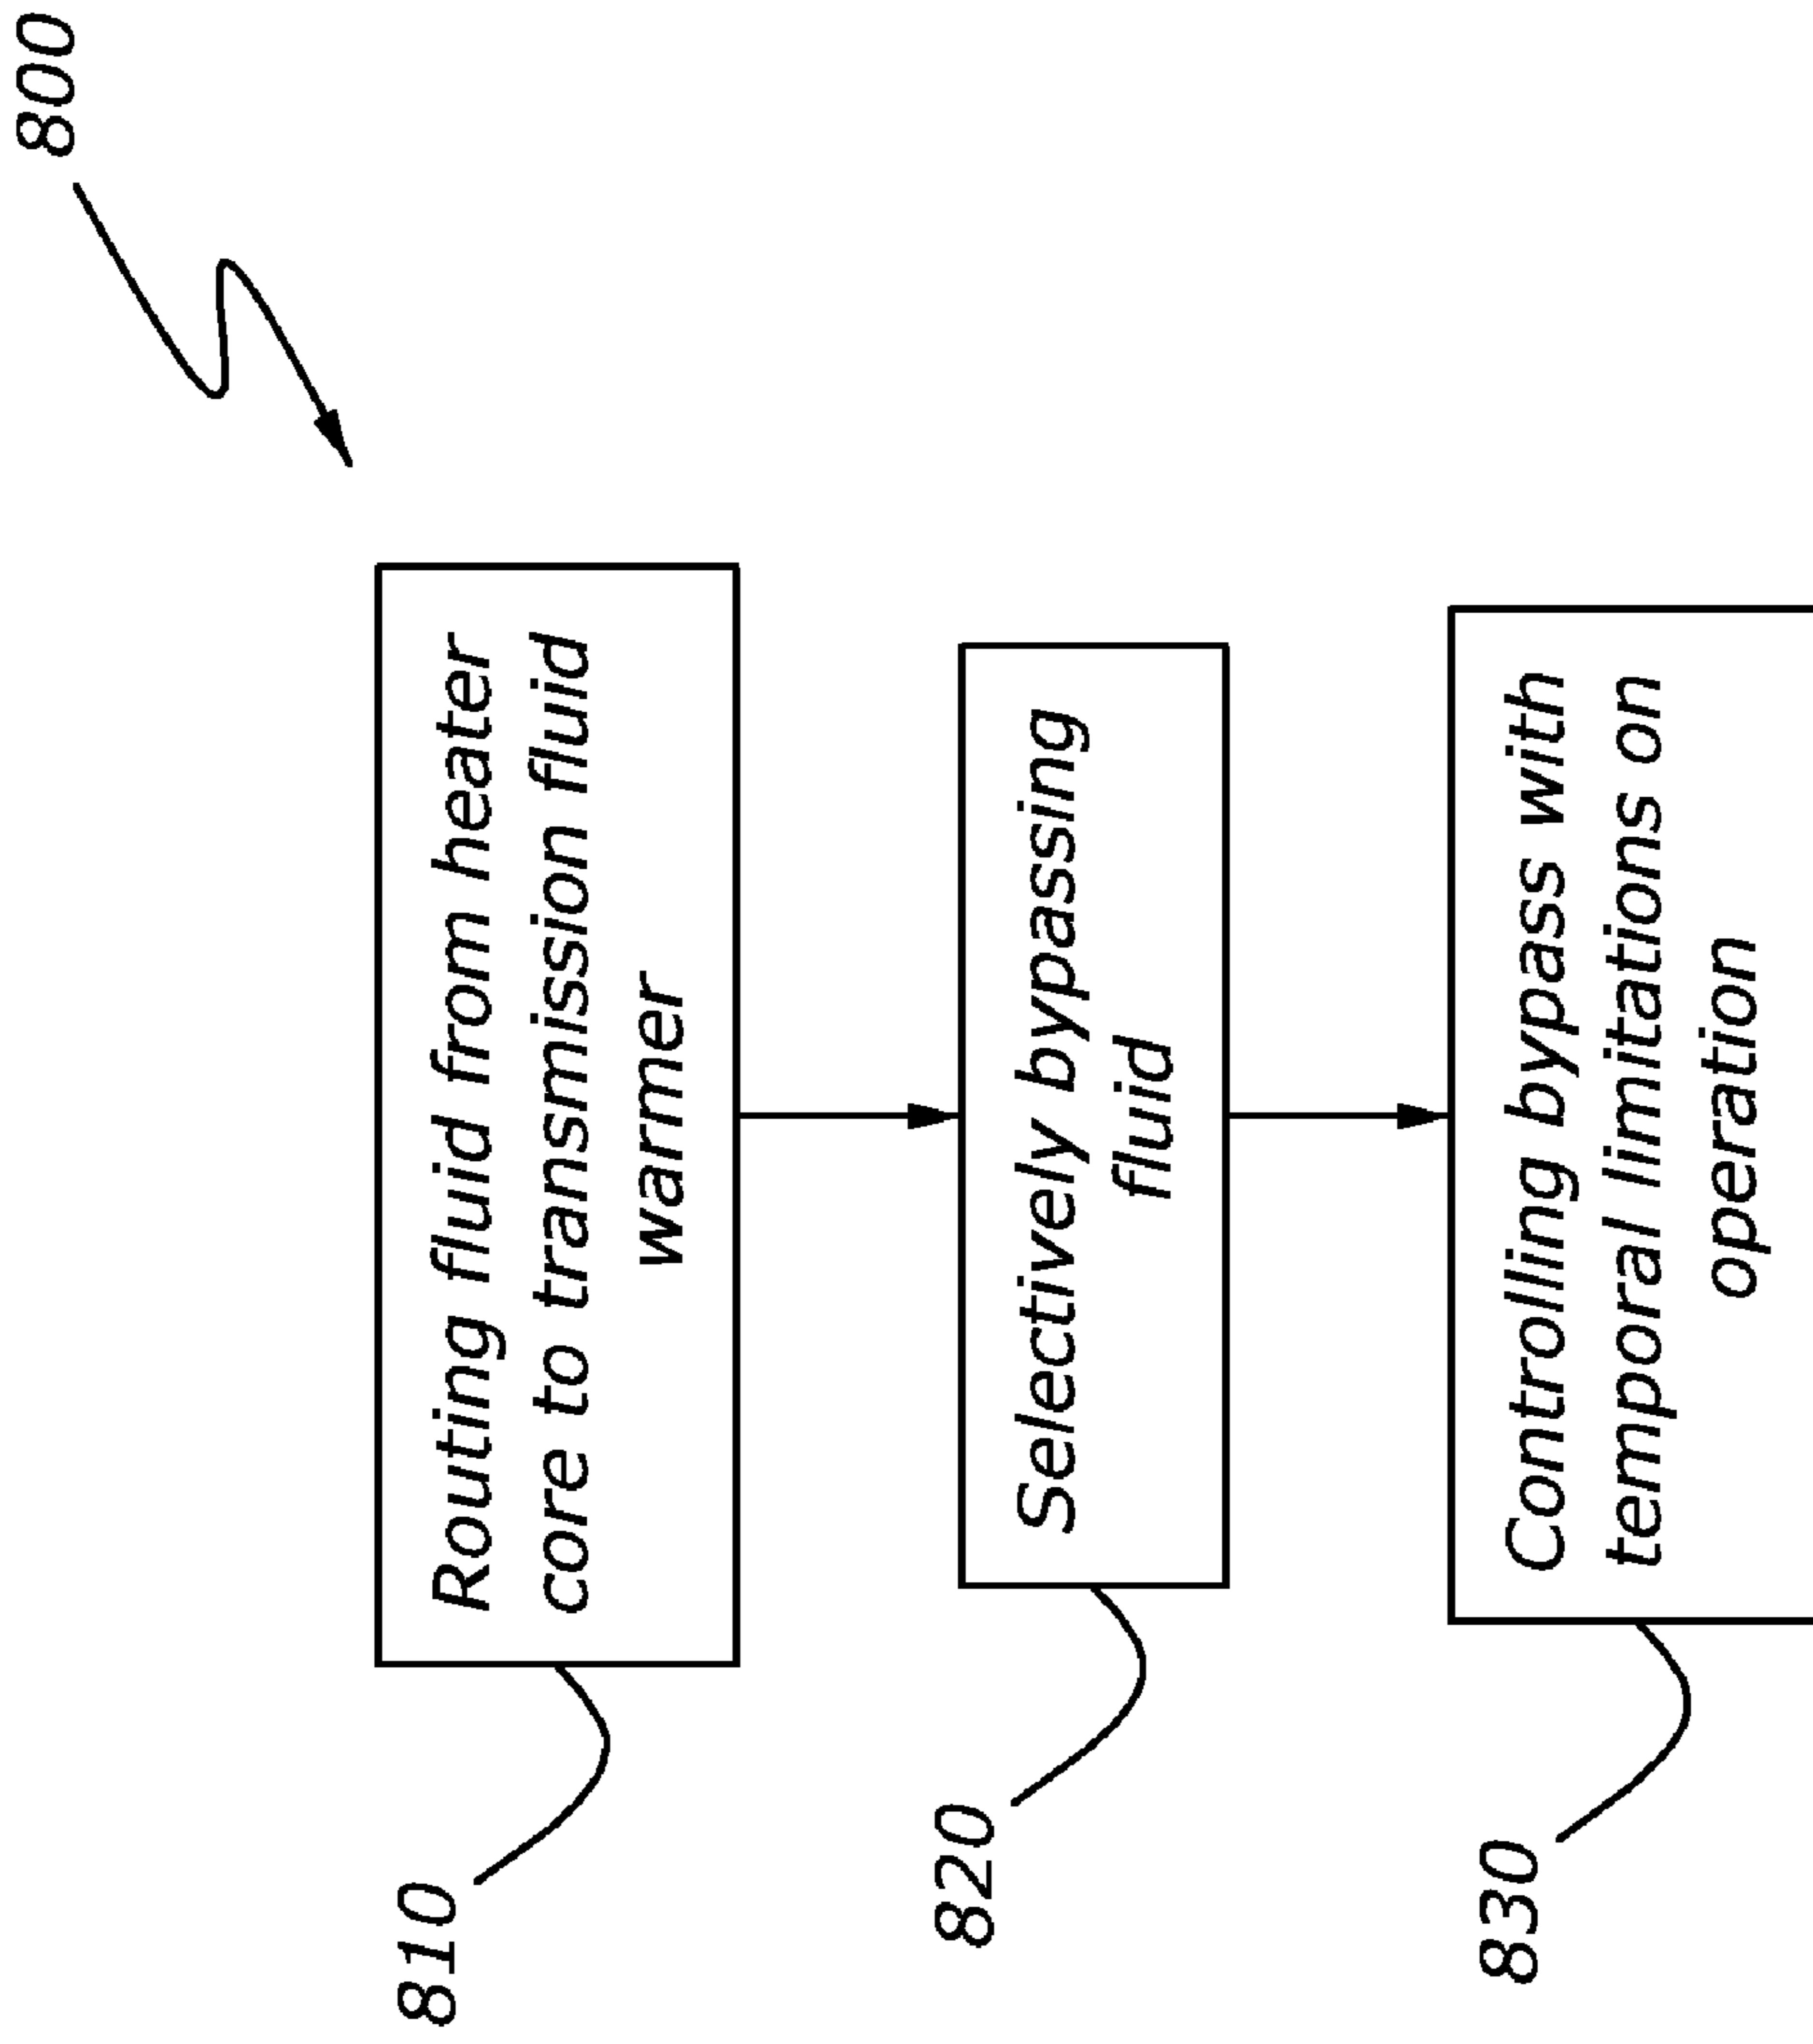 800
810
Routing fluid from heater
core to transmission fluid
warmer
820
Selectively bypassing
fluid
830
Controlling bypass with
temporal limitations on
operation